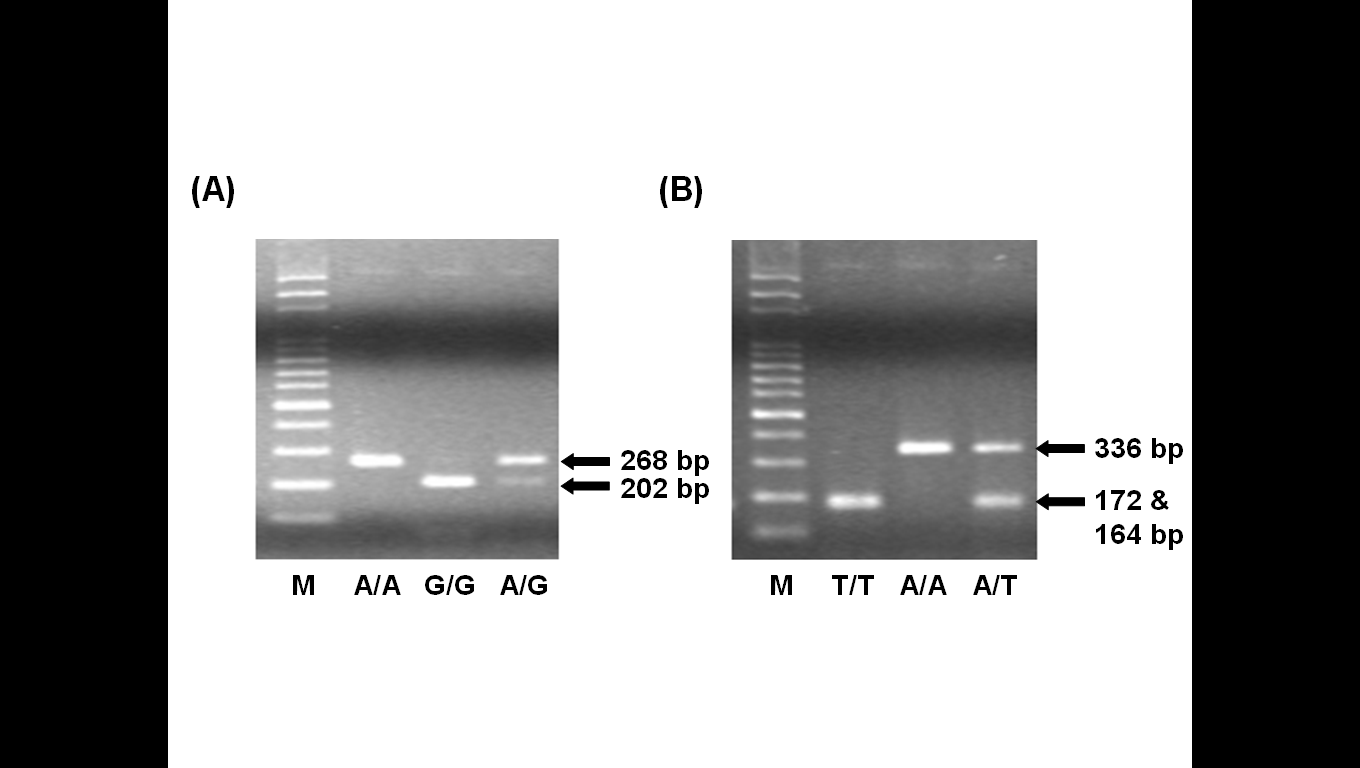 (A)
268 bp
202 bp
M A/A G/G A/G
(B)
336 bp
172 &
164 bp
M T/T A/A A/T